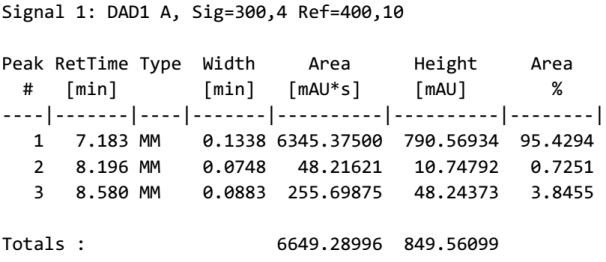 Signal 1: DAD1 A, Sig=300,4 Ref=400,10
Peak RetTime Type  Width     Area      Height     Area
  #   [min]        [min]   [mAU*s]     [mAU]        %
----|-------|----|-------|----------|----------|--------|
   1   7.183 MM    0.1338 6345.37500  790.56934  95.4294
   2   8.196 MM    0.0748   48.21621   10.74792   0.7251
   3   8.580 MM    0.0883  255.69875   48.24373   3.8455
Totals :                  6649.28996  849.56099